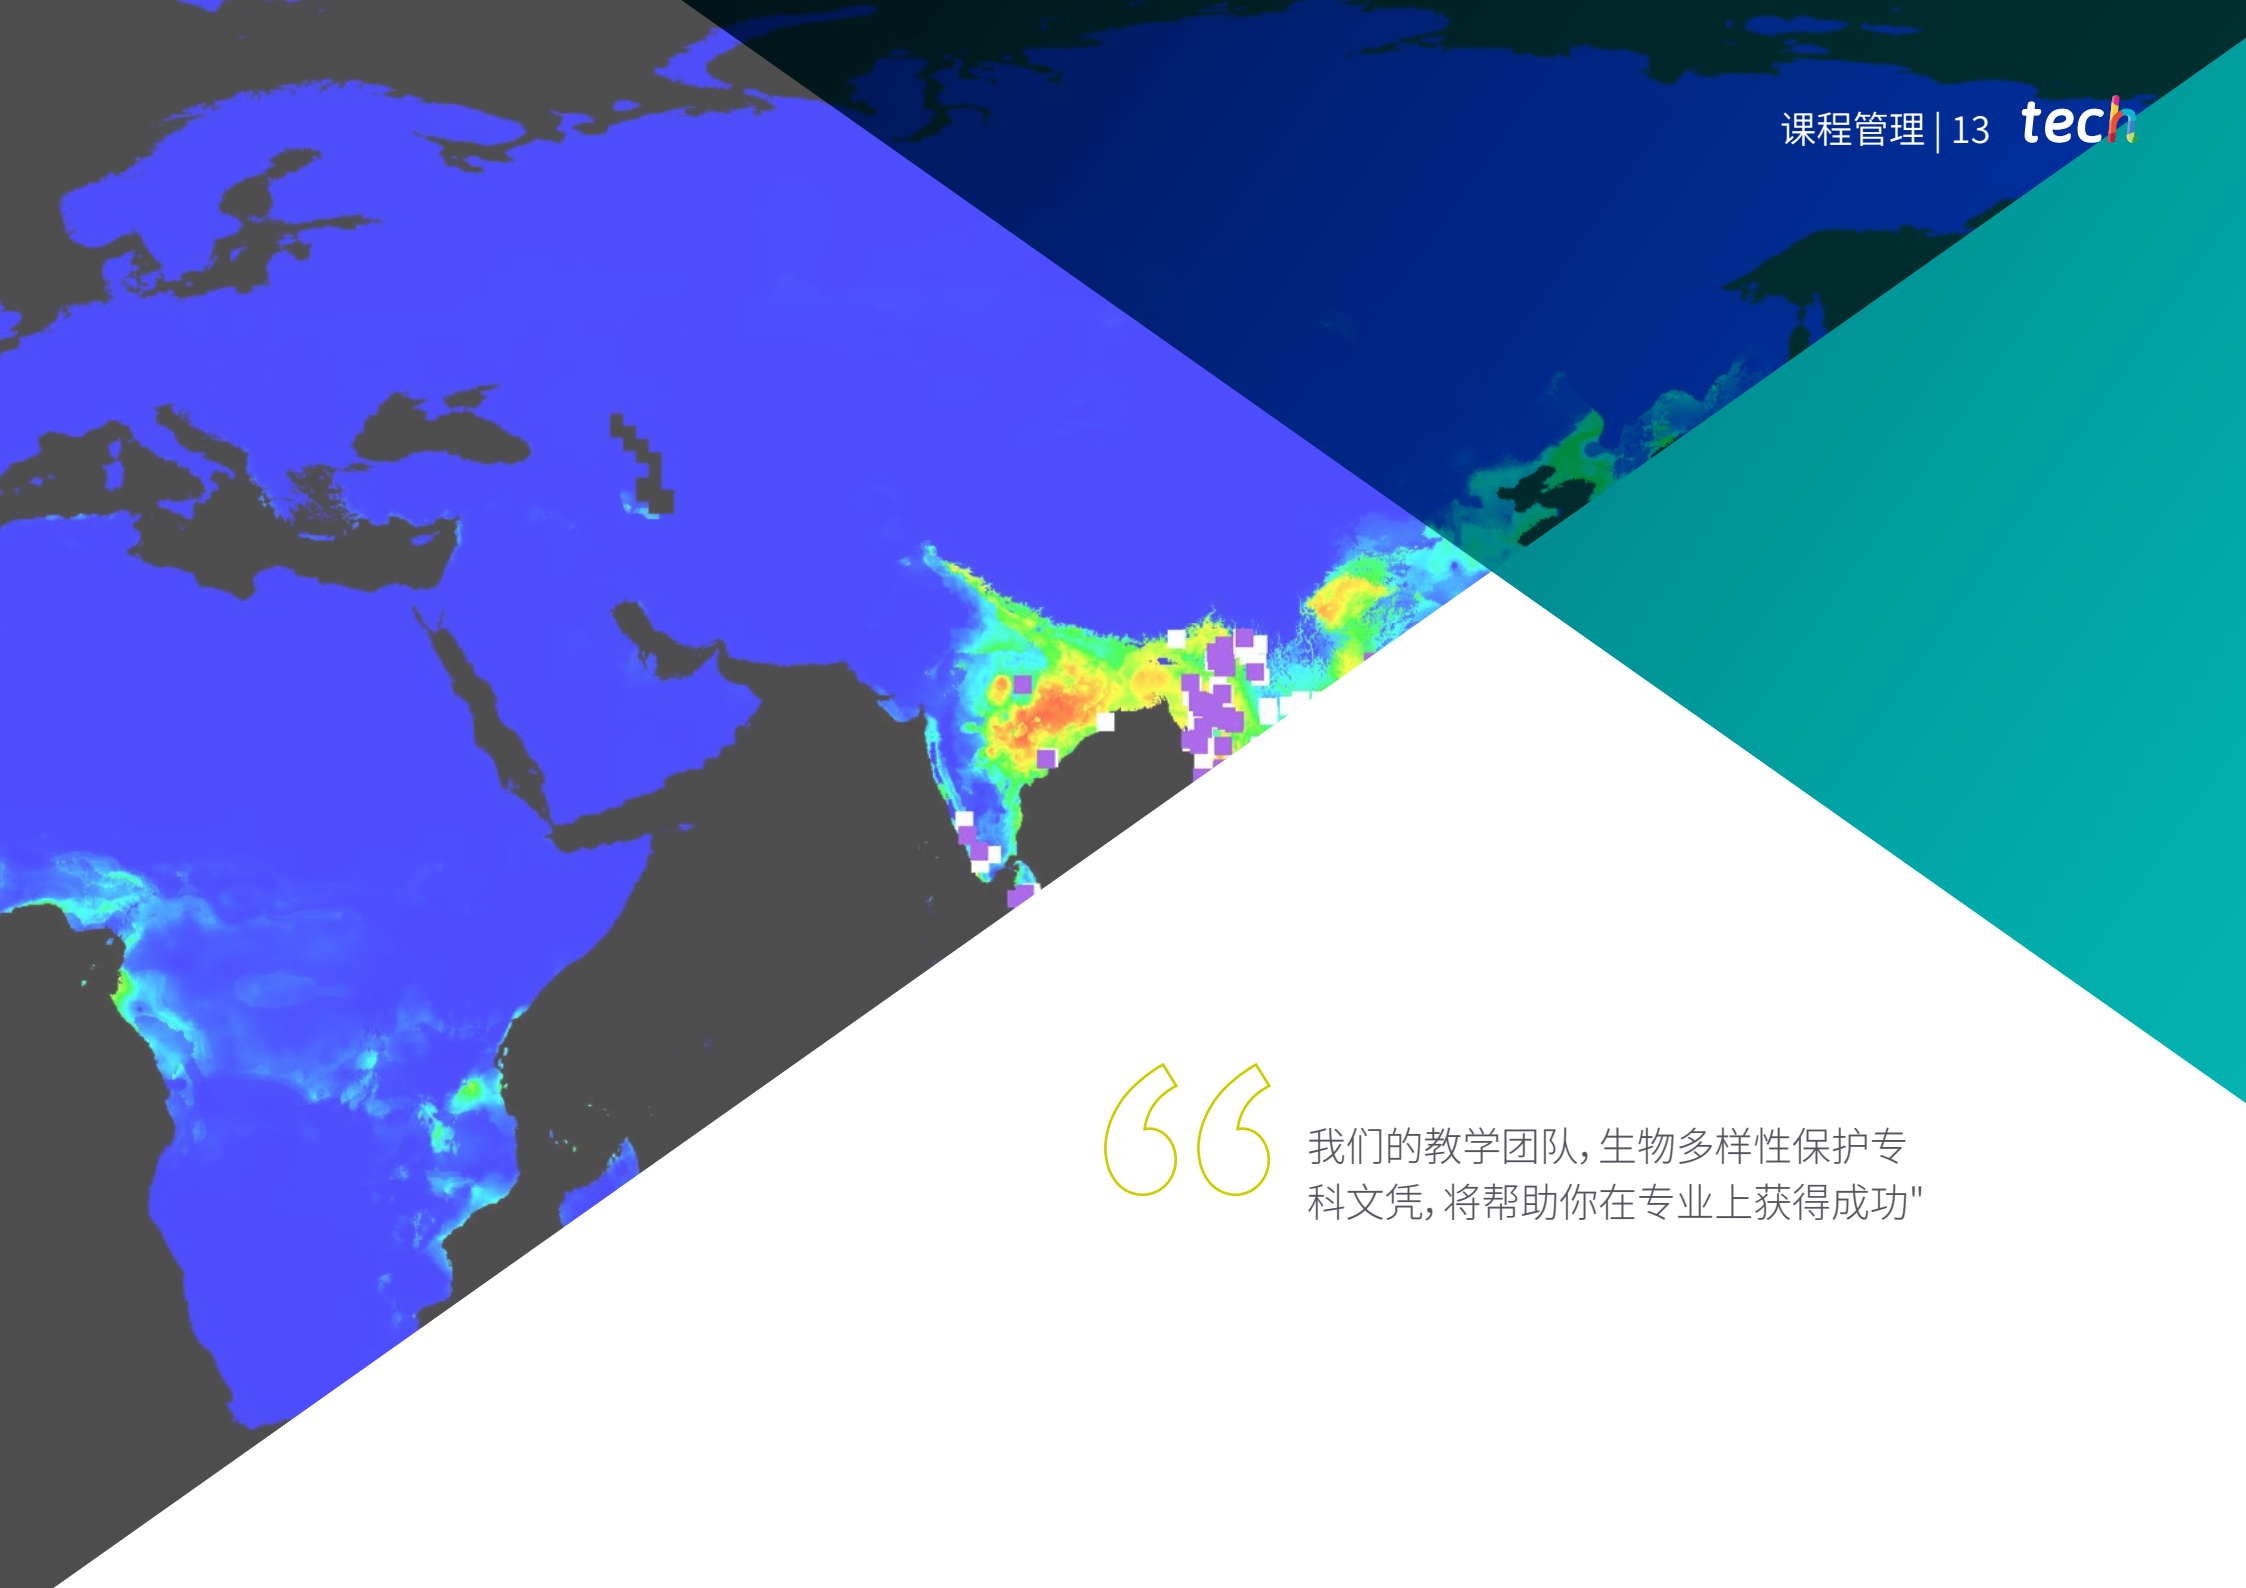 课程管理 | 13 tech
我们的教学团队, 生物多样性保护专
科文凭, 将帮助你在专业上获得成功"